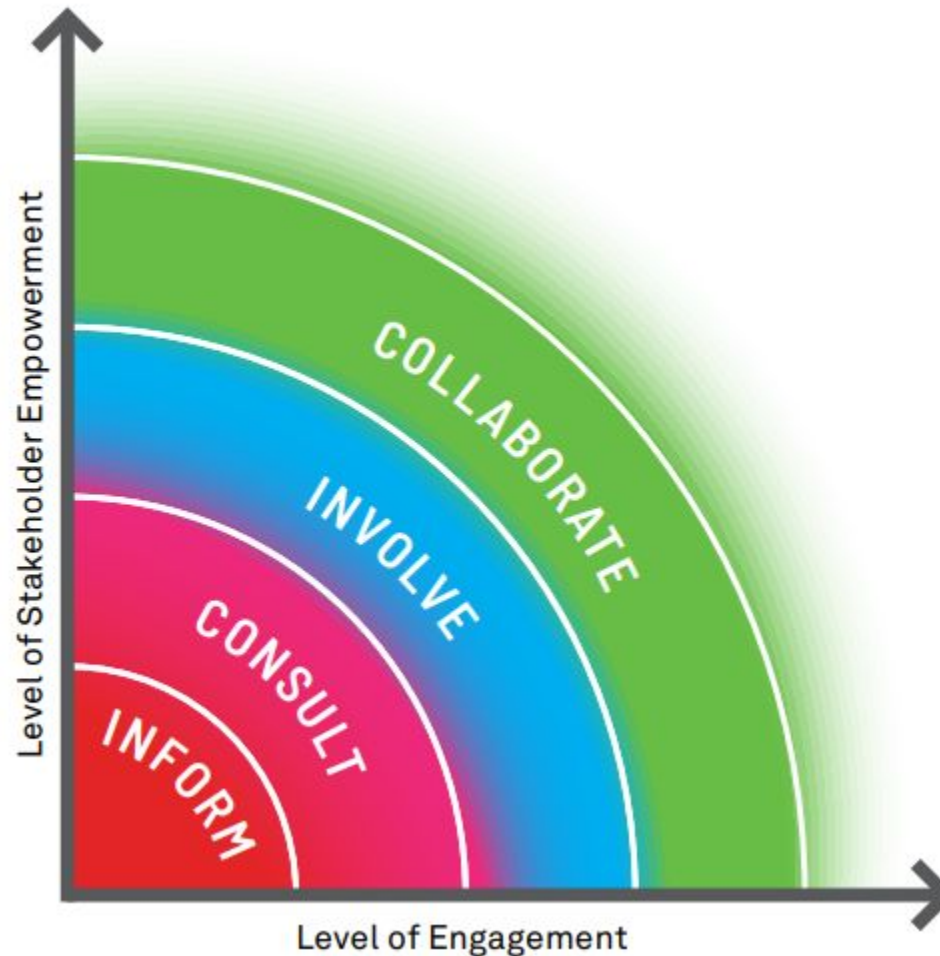 Level of Stakeholder Empowerment
COLLABORATE
INVOLVE
CONSULT
INFORM
Level of Engagement